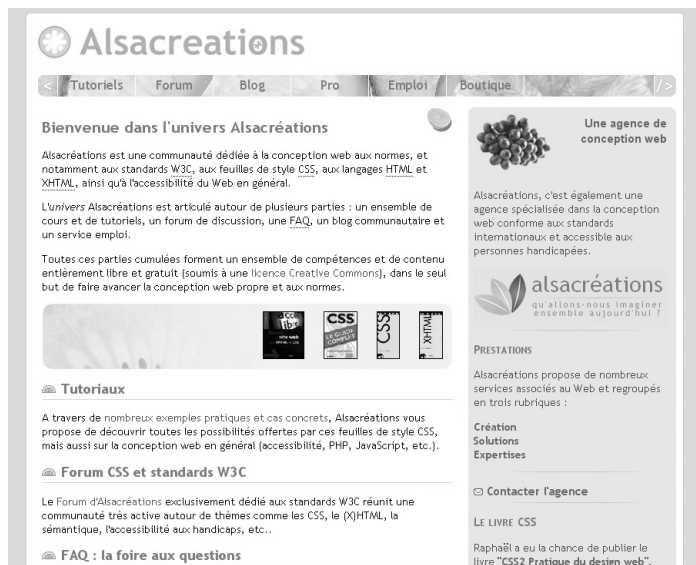 Alsacreations
< Tutoriels Forum Blog Pro Emploi Boutique />
Bienvenue dans l'univers Alsacréations
Alsacréations est une communauté dédiée à la conception web aux normes, et
notamment aux standards W3C, aux feuilles de style CSS, aux langages HTML et
XHTML, ainsi qu'à l'accessibilité du Web en général.
L'univers Alsacréations est articulé autour de plusieurs parties : un ensemble de
cours et de tutoriels, un forum de discussion, une FAQ, un blog communautaire et
un service emploi.
Toutes ces parties cumulées forment un ensemble de compétences et de contenu
entièrement libre et gratuit (soumis à une licence Creative Commons), dans le seul
but de faire avancer la conception web propre et aux normes.
CSS
LE GUIDE
COMPLET
CSS
XHTML
Tutoriaux
A travers de nombreux exemples pratiques et cas concrets, Alsacréations vous
propose de découvrir toutes les possibilités offertes par ces feuilles de style CSS,
mais aussi sur la conception web en général (accessibilité, PHP, JavaScript, etc.).
Forum CSS et standards W3C
Le Forum d'Alsacréations exclusivement dédié aux standards W3C réunit une
communauté très active autour de thèmes comme les CSS, le (X)HTML, la
sémantique, l'accessibilité aux handicaps, etc..
FAQ : la foire aux questions
Une agence de
conception web
Alsacréations, c'est également une
agence spécialisée dans la conception
web conforme aux standards
internationaux et accessible aux
personnes handicapées.
alsacréations
qu'allons-nous imaginer
ensemble aujourd'hui ?
PRESTATIONS
Alsacréations propose de nombreux
services associés au Web et regroupés
en trois rubriques :
Création
Solutions
Expertises
Contacter l'agence
LE LIVRE CSS
Raphaël a eu la chance de publier le
livre "CSS2 Pratique du design web",